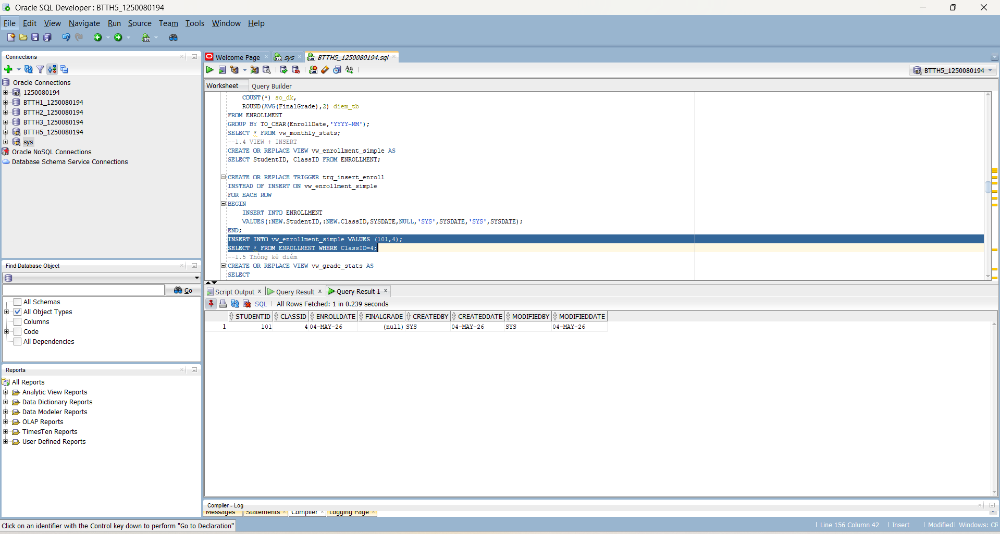 Oracle SQL Developer : BTTH5_1250080194
File Edit View Navigate Run Source Team Tools Window Help
Connections
Oracle Connections
1250080194
BTTH1_1250080194
BTTH2_1250080194
BTTH3_1250080194
BTTH5_1250080194
sys
Oracle NoSQL Connections
Database Schema Service Connections
Find Database Object
Go
All Schemas
All Object Types
Columns
Code
All Dependencies
Reports
All Reports
Analytic View Reports
Data Dictionary Reports
Data Modeler Reports
OLAP Reports
TimesTen Reports
User Defined Reports
Welcome Page sys BTTH5_1250080194.sql
BTTH5_1250080194
Worksheet Query Builder
COUNT(*) so_dk,
ROUND(AVG(FinalGrade),2) diem_tb
FROM ENROLLMENT
GROUP BY TO_CHAR(EnrollDate,'YYYY-MM');
SELECT * FROM vw_monthly_stats;
--1.4 VIEW + INSERT
CREATE OR REPLACE VIEW vw_enrollment_simple AS
SELECT StudentID, ClassID FROM ENROLLMENT;
CREATE OR REPLACE TRIGGER trg_insert_enroll
INSTEAD OF INSERT ON vw_enrollment_simple
FOR EACH ROW
BEGIN
INSERT INTO ENROLLMENT
VALUES(:NEW.StudentID,:NEW.ClassID,SYSDATE,NULL,'SYS',SYSDATE,'SYS',SYSDATE);
END;
INSERT INTO vw_enrollment_simple VALUES (101,4);
SELECT * FROM ENROLLMENT WHERE ClassID=4;
--1.5 Thống kê điểm
CREATE OR REPLACE VIEW vw_grade_stats AS
SELECT
Script Output Query Result Query Result 1
SQL All Rows Fetched: 1 in 0.239 seconds
STUDENTID CLASSID ENROLLDATE FINALGRADE CREATEDBY CREATEDDATE MODIFIEDBY MODIFIEDDATE
1 101 4 04-MAY-26 (null) SYS 04-MAY-26 SYS 04-MAY-26
Compiler - Log
Messages Statements Compiler Logging Page
Click on an identifier with the Control key down to perform "Go to Declaration"
Line 156 Column 42 Insert Modified Windows: CR